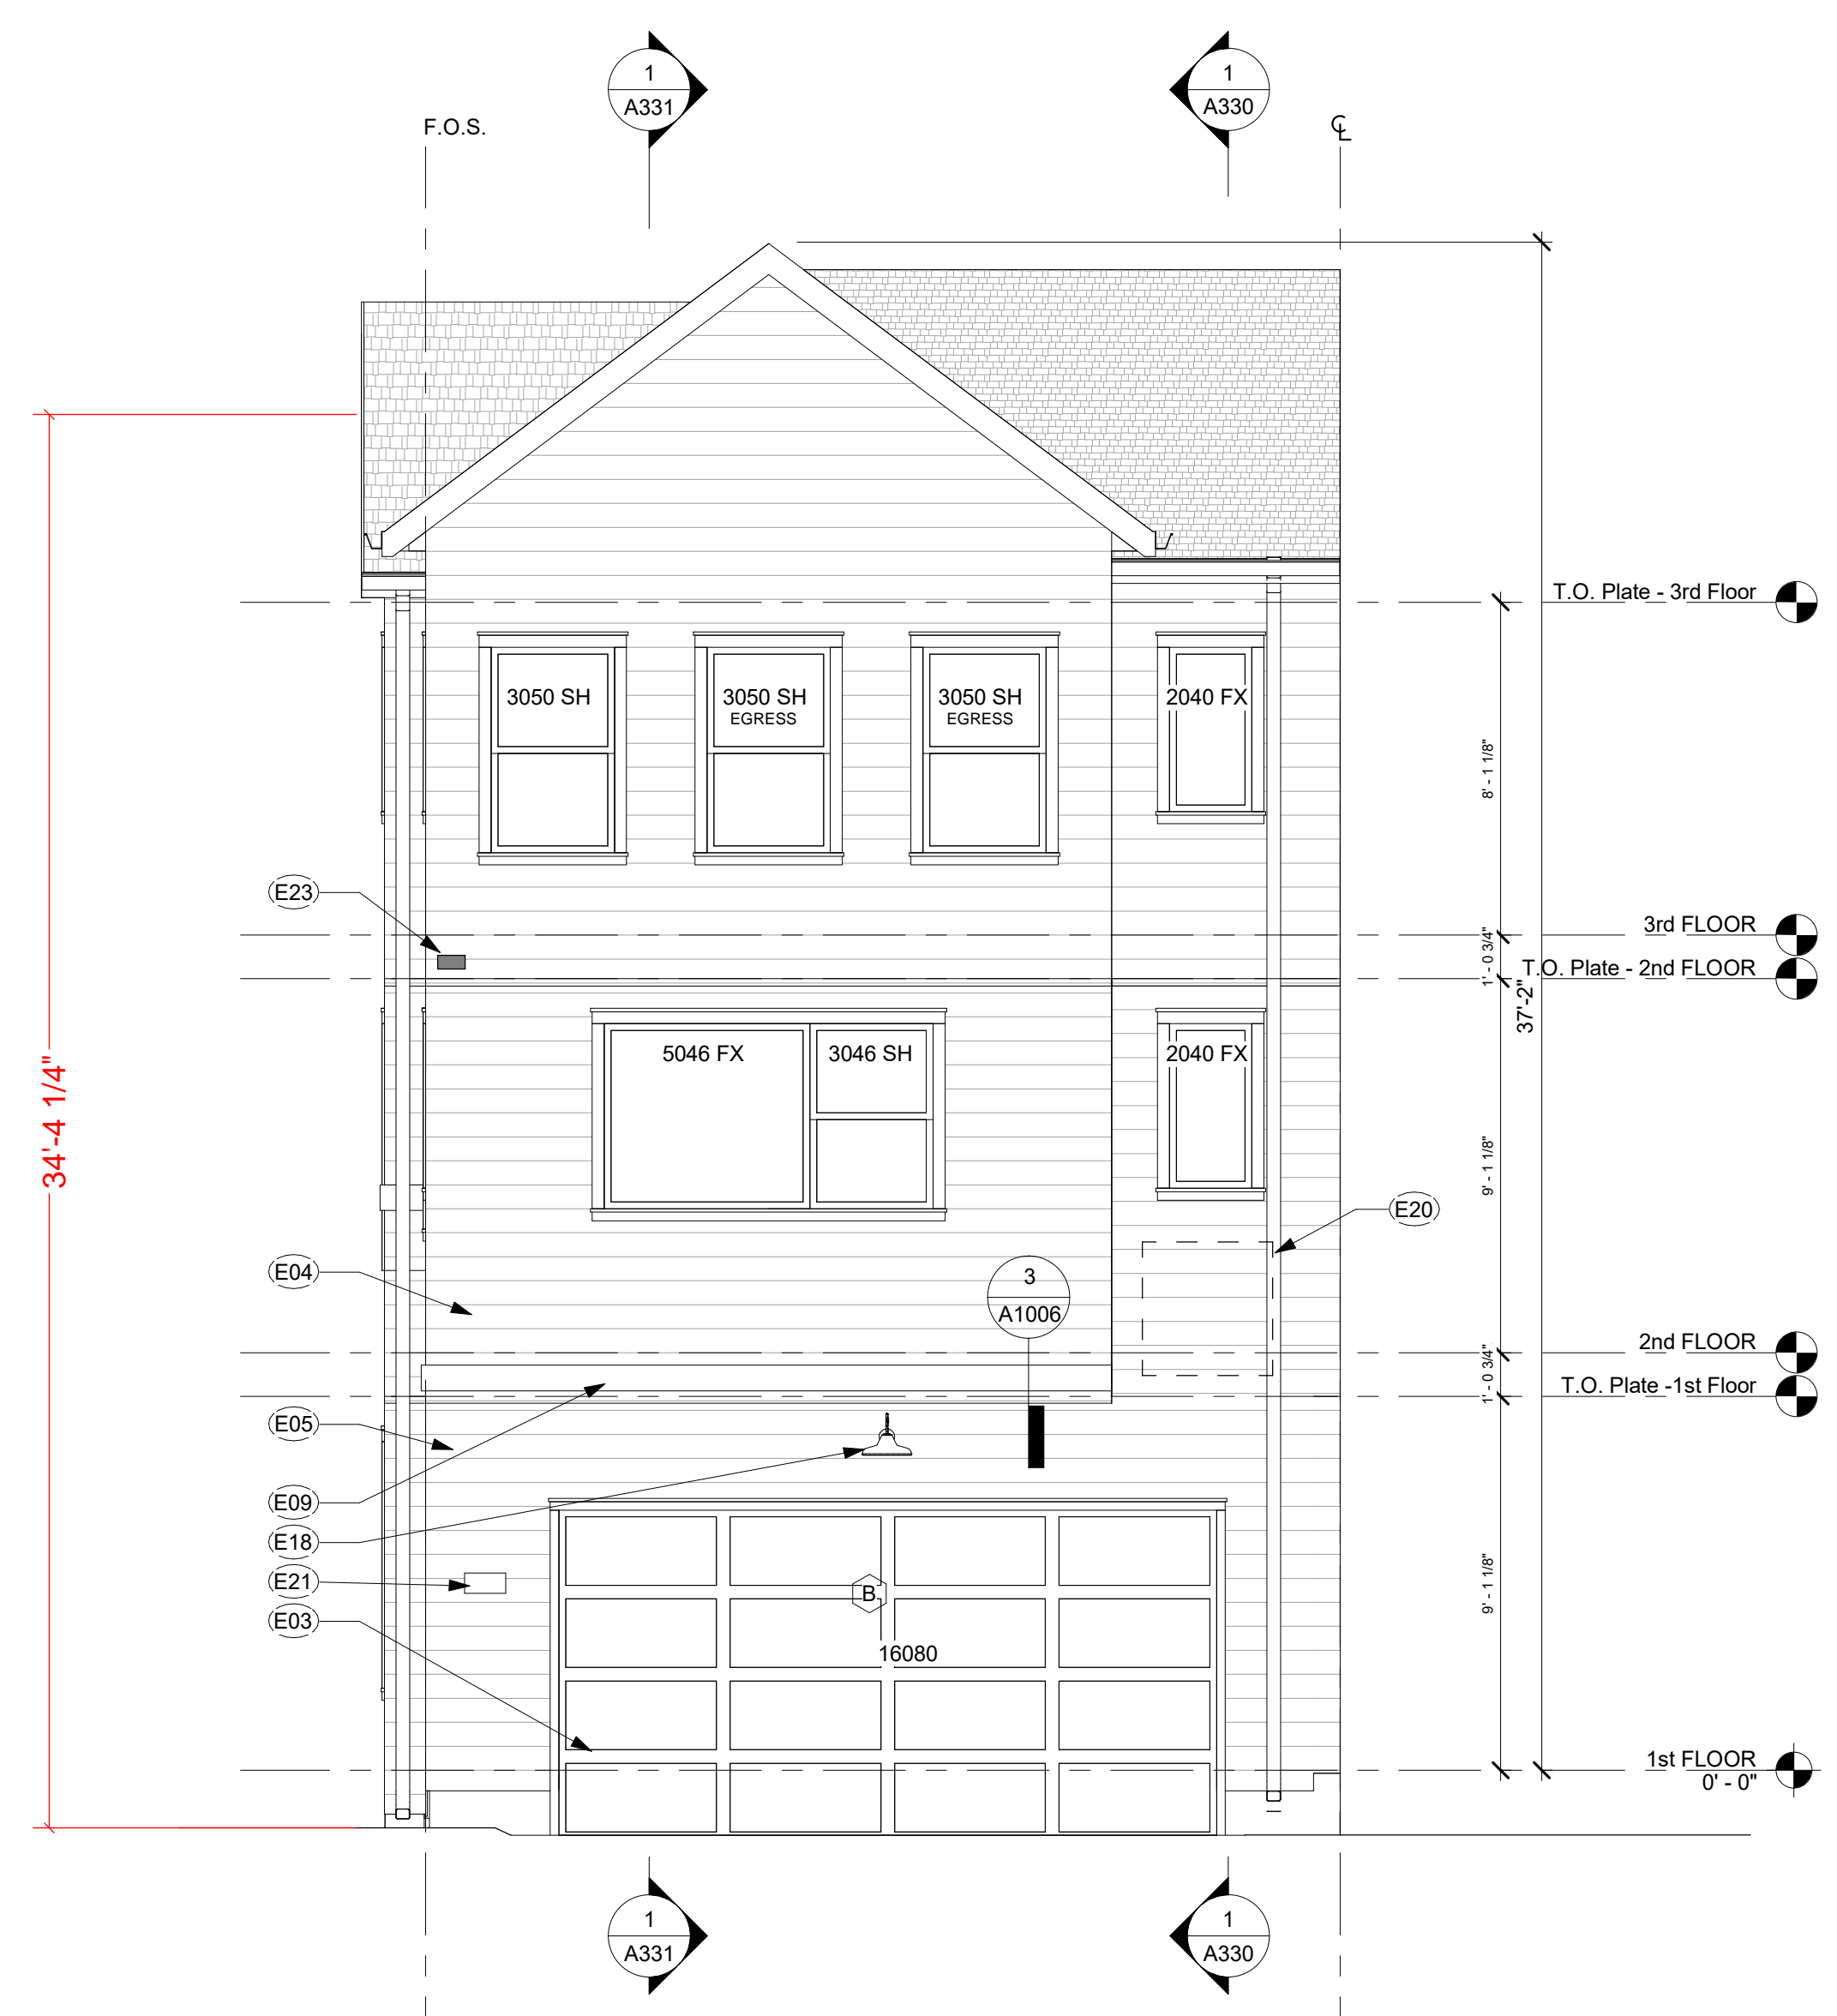 1
A331
1
A330
F.O.S.
℄
T.O. Plate - 3rd Floor
3050 SH
3050 SH
EGRESS
3050 SH
EGRESS
2040 FX
8' - 1 1/8"
E23
3rd FLOOR
1' - 0 3/4"
T.O. Plate - 2nd FLOOR
37'-2"
5046 FX
3046 SH
2040 FX
34'-4 1/4"
9' - 1 1/8"
E20
E04
3
A1006
2nd FLOOR
1' - 0 3/4"
T.O. Plate -1st Floor
E05
E09
E18
E21
E03
B
16080
9' - 1 1/8"
1st FLOOR
0' - 0"
1
A331
1
A330